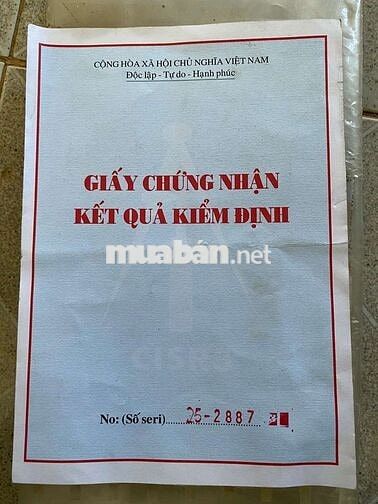 CỘNG HÒA XÃ HỘI CHỦ NGHĨA VIỆT NAM
Độc lập - Tự do - Hạnh phúc
GIẤY CHỨNG NHẬN
KẾT QUẢ KIỂM ĐỊNH
muabán.net
No: (Số seri) 25-2887